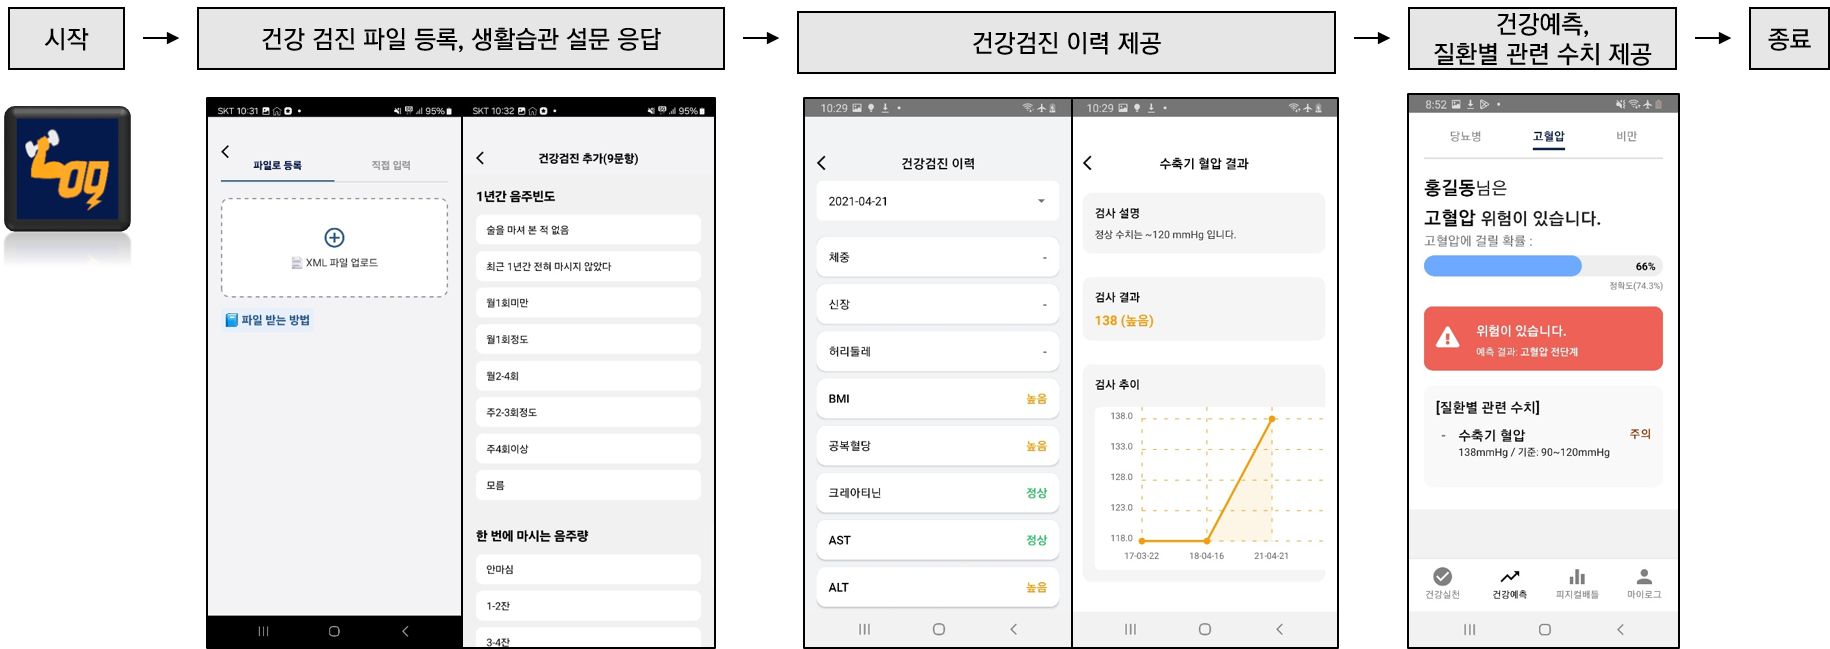 시작
건강 검진 파일 등록, 생활습관 설문 응답
건강검진 이력 제공
건강예측,
질환별 관련 수치 제공
종료
Log
SKT 10:31
95%
파일로 등록
직접 입력
XML 파일 업로드
파일 받는 방법
SKT 10:32
95%
건강검진 추가(9문항)
1년간 음주빈도
술을 마셔 본 적 없음
최근 1년간 전혀 마시지 않았다
월1회미만
월1회정도
월2-4회
주2-3회정도
주4회이상
모름
한 번에 마시는 음주량
안마심
1-2잔
3-4잔
10:29
건강검진 이력
2021-04-21
체중 -
신장 -
허리둘레 -
BMI 높음
공복혈당 높음
크레아티닌 정상
AST 정상
ALT 높음
10:29
수축기 혈압 결과
검사 설명
정상 수치는 ~120 mmHg 입니다.
검사 결과
138 (높음)
검사 추이
138.0
133.0
128.0
123.0
118.0
17-03-22 18-04-16 21-04-21
8:52
당뇨병 고혈압 비만
홍길동님은
고혈압 위험이 있습니다.
고혈압에 걸릴 확률 :
66%
정확도(74.3%)
위험이 있습니다.
예측 결과: 고혈압 전단계
[질환별 관련 수치]
- 수축기 혈압 주의
138mmHg / 기준: 90~120mmHg
건강실천 건강예측 피지컬배틀 마이로그